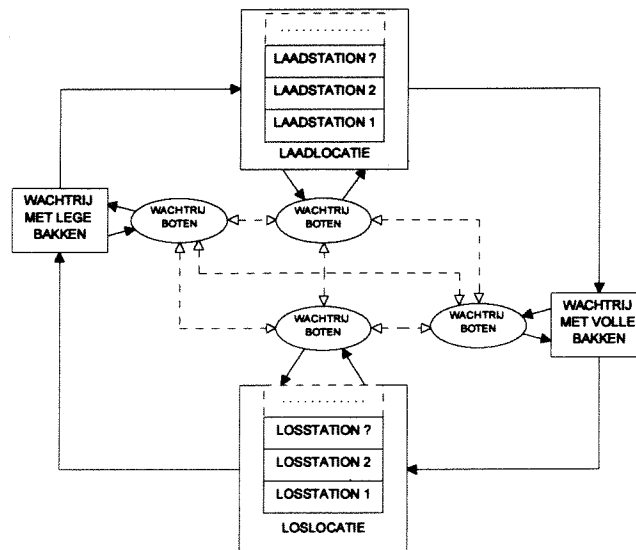 LAADSTATION ?
LAADSTATION 2
LAADSTATION 1
LAADLOCATIE
WACHTRIJ
MET LEGE
BAKKEN
WACHTRIJ
BOTEN
WACHTRIJ
BOTEN
WACHTRIJ
BOTEN
WACHTRIJ
BOTEN
WACHTRIJ
MET VOLLE
BAKKEN
LOSSTATION ?
LOSSTATION 2
LOSSTATION 1
LOSLOCATIE